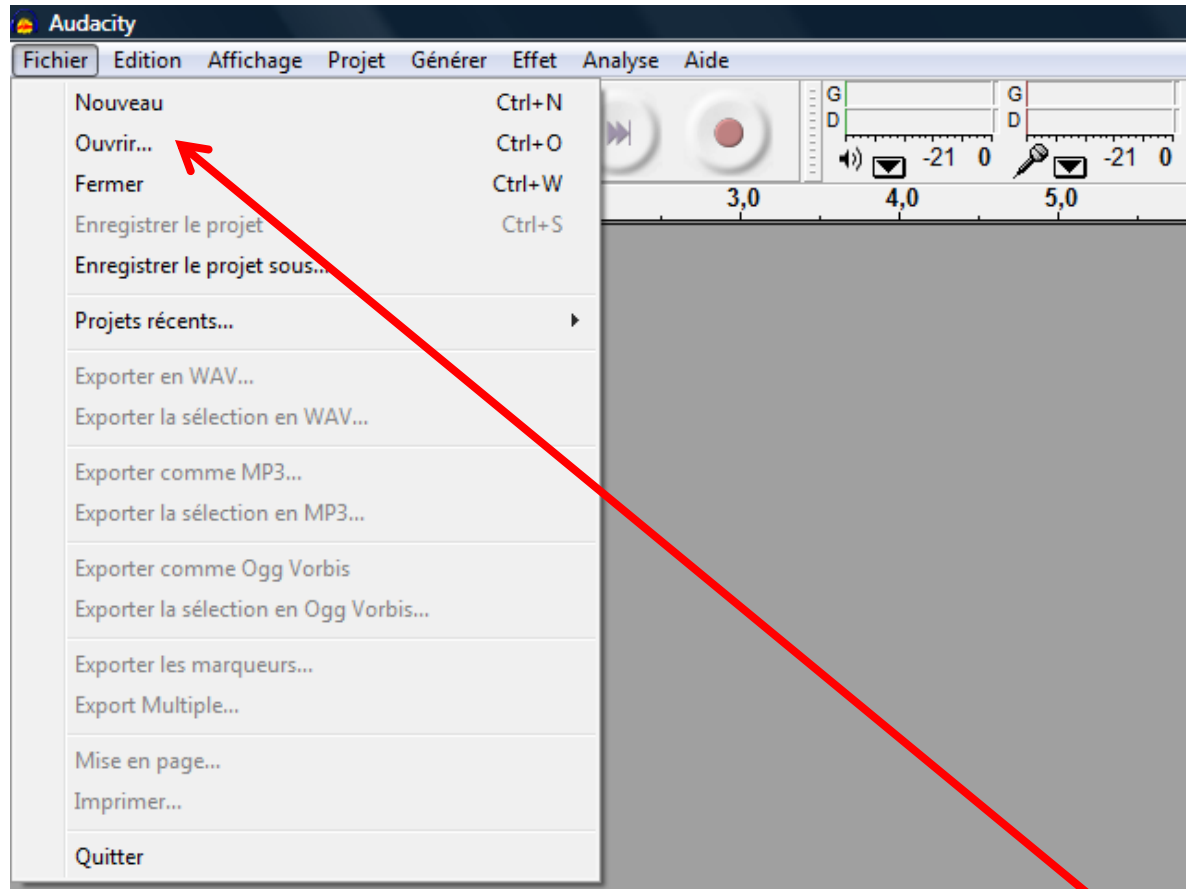 Audacity
Fichier Edition Affichage Projet Générer Effet Analyse Aide
Nouveau Ctrl+N
Ouvrir... Ctrl+O
Fermer Ctrl+W
Enregistrer le projet Ctrl+S
Enregistrer le projet sous...
Projets récents...
Exporter en WAV...
Exporter la sélection en WAV...
Exporter comme MP3...
Exporter la sélection en MP3...
Exporter comme Ogg Vorbis
Exporter la sélection en Ogg Vorbis...
Exporter les marqueurs...
Export Multiple...
Mise en page...
Imprimer...
Quitter
G G
D D
-21 0 -21 0
3,0 4,0 5,0